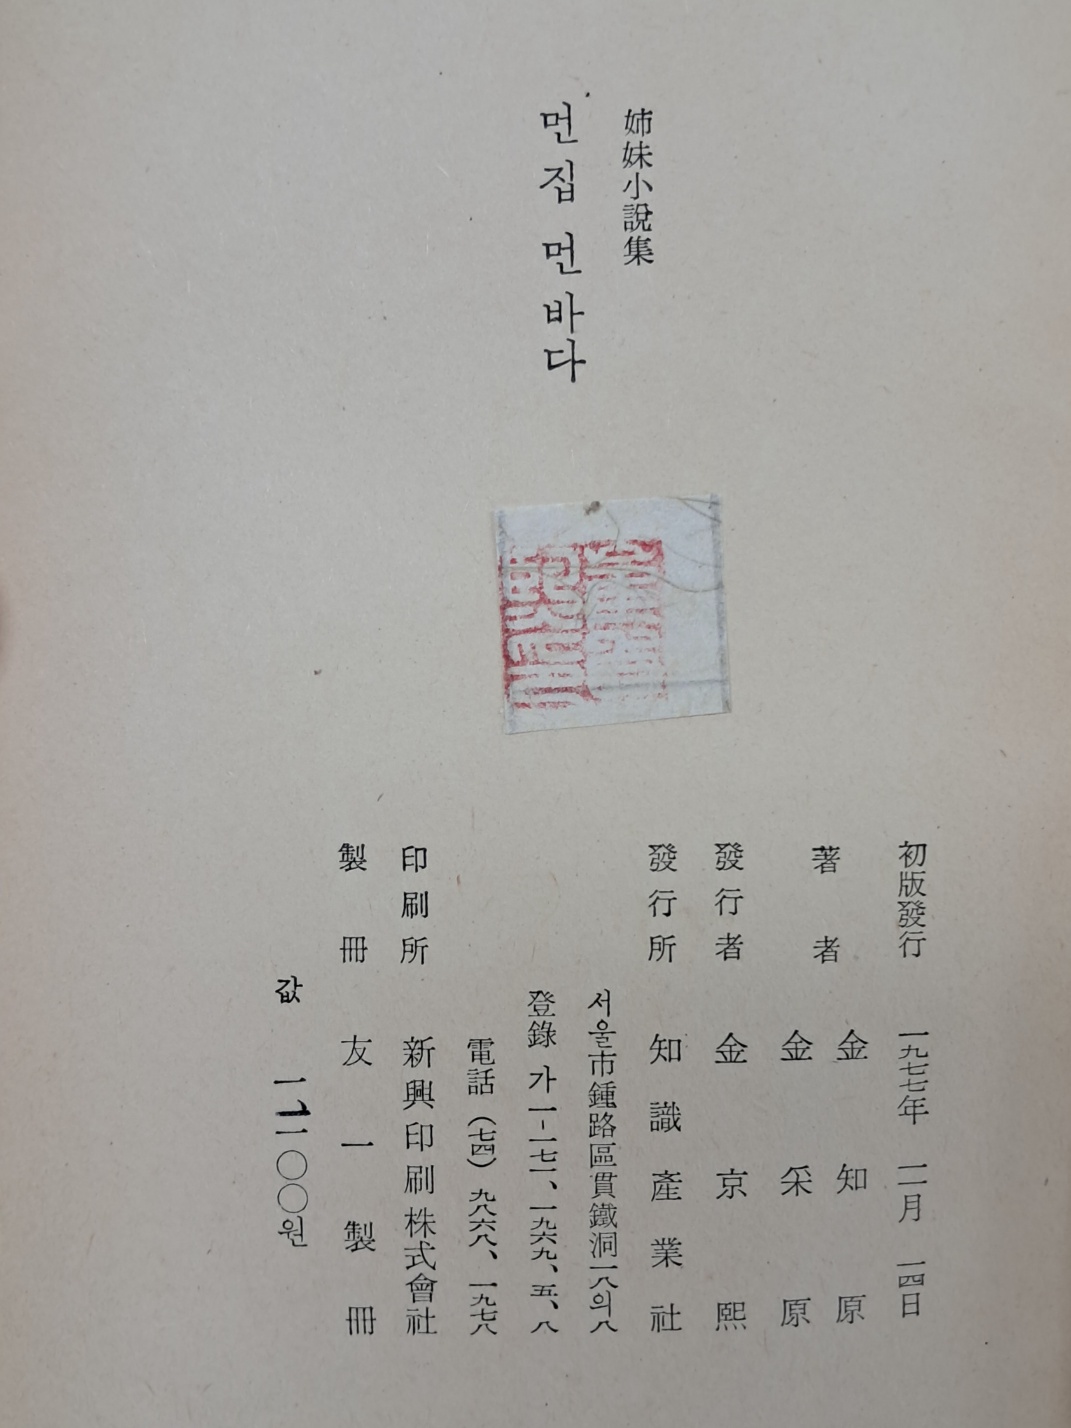 姉妹小說集
먼 집 먼 바다
初版發行 一九七七年 二月 一四日
著者 金知原
金采原
發行者 金京熙
發行所 知識產業社
서울市鍾路區貫鐵洞一八의八
登錄 가一-一七一、一九六九、五、八
電話 (七四) 九八六八、一九七八
印刷所 新興印刷株式會社
製冊 友一製冊
값 一、二〇〇원